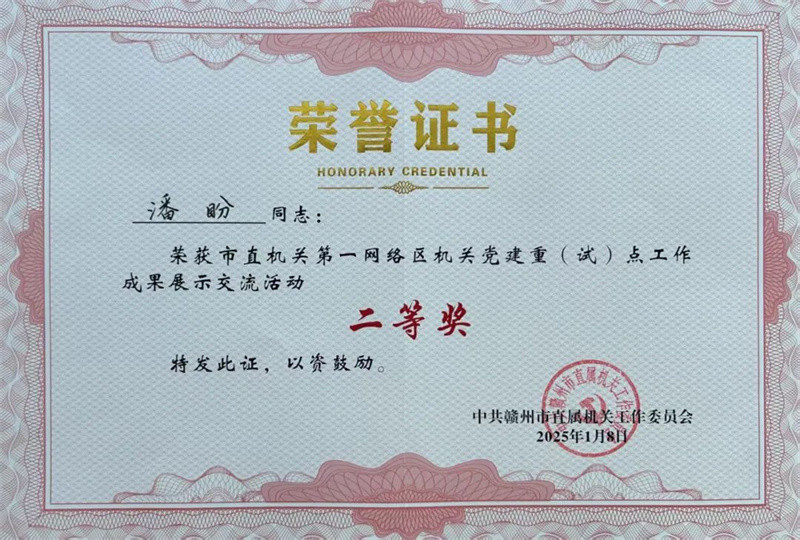 荣誉证书
HONORARY CREDENTIAL
潘盼 同志：
荣获市直机关第一网络区机关党建重（试）点工作
成果展示交流活动
二等奖
特发此证，以资鼓励。
中共赣州市直属机关工作委员会
2025年1月8日